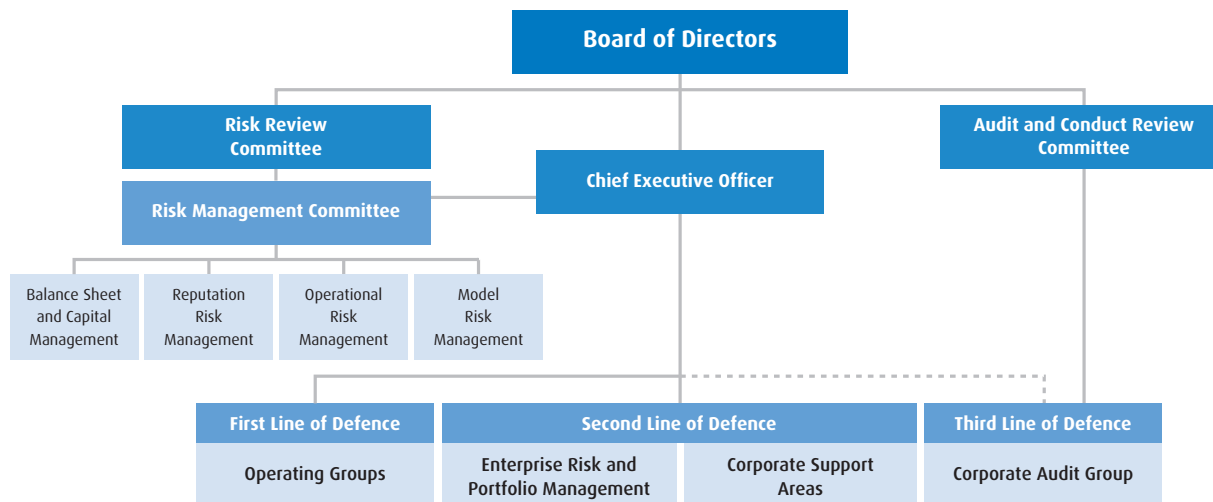 Board of Directors
Risk Review
Committee
Audit and Conduct Review
Committee
Chief Executive Officer
Risk Management Committee
Balance Sheet
and Capital
Management
Reputation
Risk
Management
Operational
Risk
Management
Model
Risk
Management
First Line of Defence
Operating Groups
Second Line of Defence
Enterprise Risk and
Portfolio Management
Corporate Support
Areas
Third Line of Defence
Corporate Audit Group